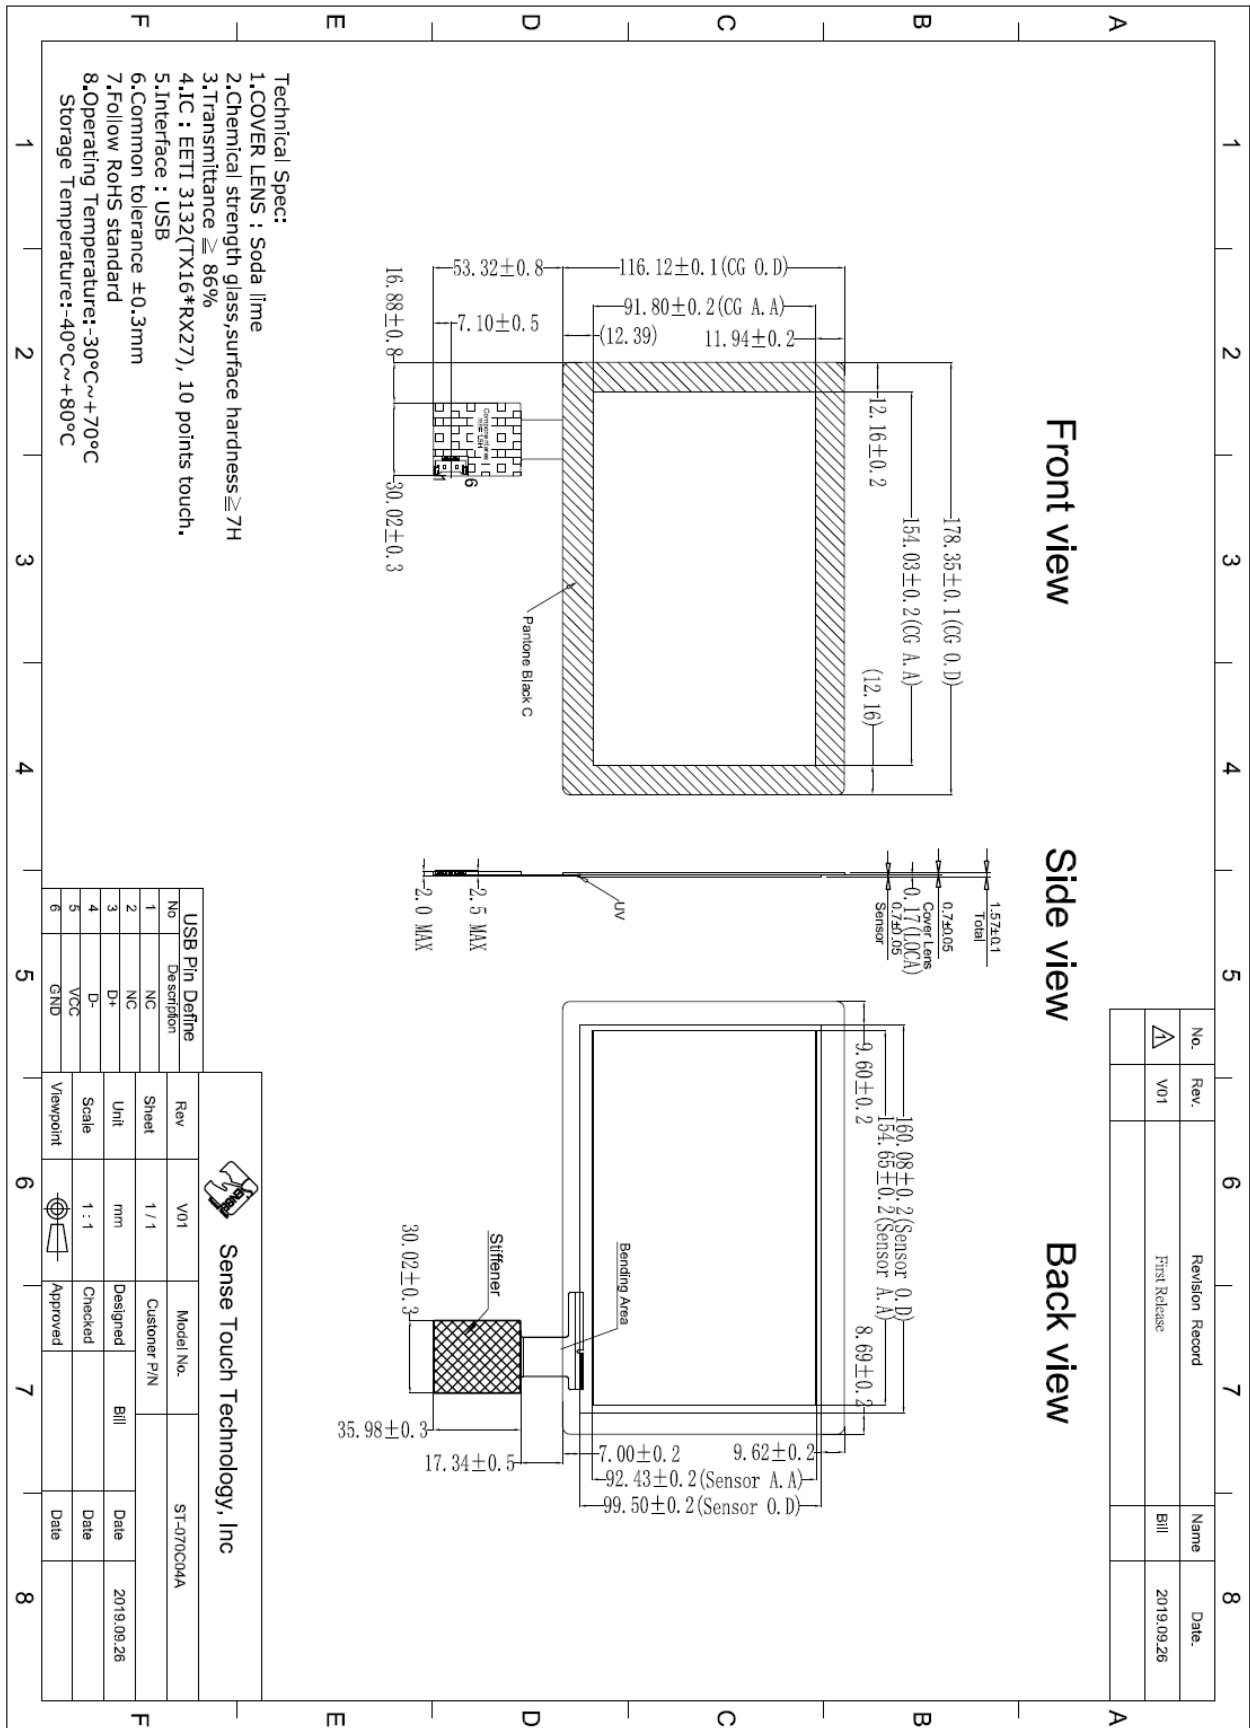 1 2 3 4 5 6 7 8
A
B
C
D
E
F
Front view
Side view
Back view
No. Rev. Revision Record Name Date.
1 V01 First Release Bill 2019.09.26
178.35±0.1(CG O.D)
154.03±0.2(CG A.A)
12.16±0.2
(12.16)
116.12±0.1(CG O.D)
91.80±0.2(CG A.A)
11.94±0.2
(12.39)
53.32±0.8
7.10±0.5
16.88±0.8
30.02±0.3
6
1
Pantone Black C
1.57±0.1
Total
0.7±0.05
Cover Lens
0.17(LOCA)
0.7±0.05
Sensor
UV
2.5 MAX
2.0 MAX
160.08±0.2(Sensor O.D)
154.65±0.2(Sensor A.A)
9.60±0.2
8.69±0.2
9.62±0.2
7.00±0.2
92.43±0.2(Sensor A.A)
99.50±0.2(Sensor O.D)
Bending Area
Stiffener
30.02±0.3
35.98±0.3
17.34±0.5
Technical Spec:
1.COVER LENS : Soda lime
2.Chemical strength glass,surface hardness≧7H
3.Transmittance ≧ 86%
4.IC : EETI 3132(TX16*RX27), 10 points touch.
5.Interface : USB
6.Common tolerance ±0.3mm
7.Follow RoHS standard
8.Operating Temperature:-30°C~+70°C
Storage Temperature:-40°C~+80°C
USB Pin Define
No Description
1 NC
2 NC
3 D+
4 D-
5 VCC
6 GND
Sense Touch Technology, Inc
Rev V01 Model No. ST-070C04A
Sheet 1 / 1 Custoner P/N
Unit mm Designed Bill Date 2019.09.26
Scale 1 : 1 Checked Date
Viewpoint Approved Date
A
B
C
D
E
F
1 2 3 4 5 6 7 8